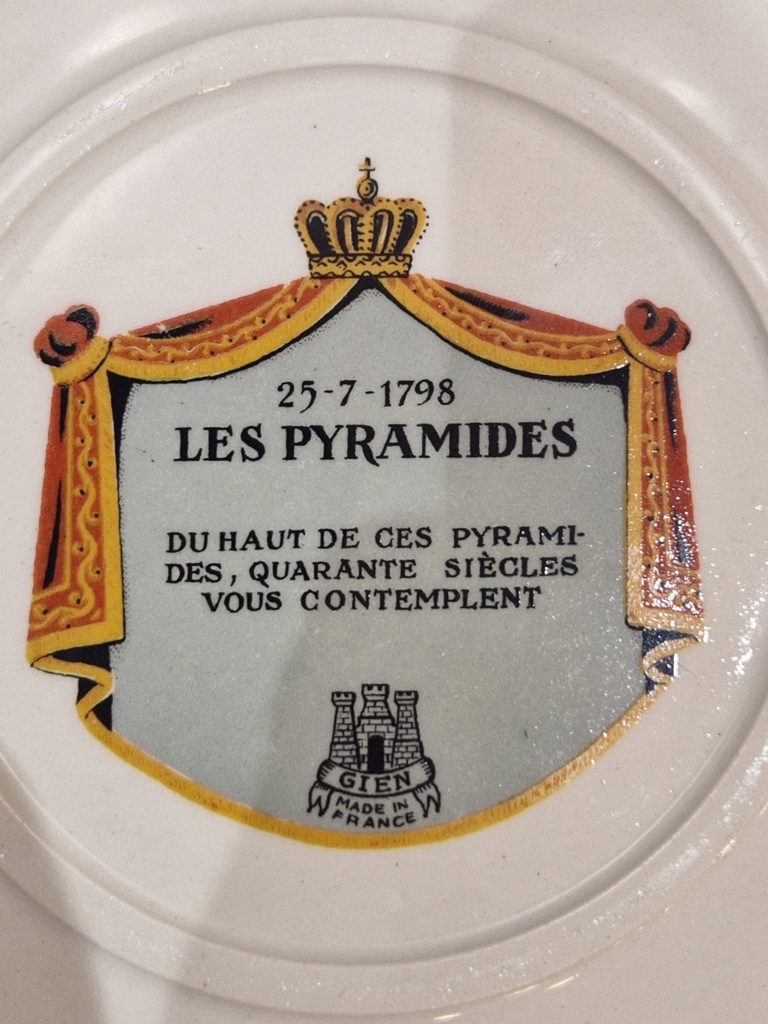 25-7-1798
LES PYRAMIDES
DU HAUT DE CES PYRAMI-
DES, QUARANTE SIÈCLES
VOUS CONTEMPLENT
GIEN
MADE IN
FRANCE